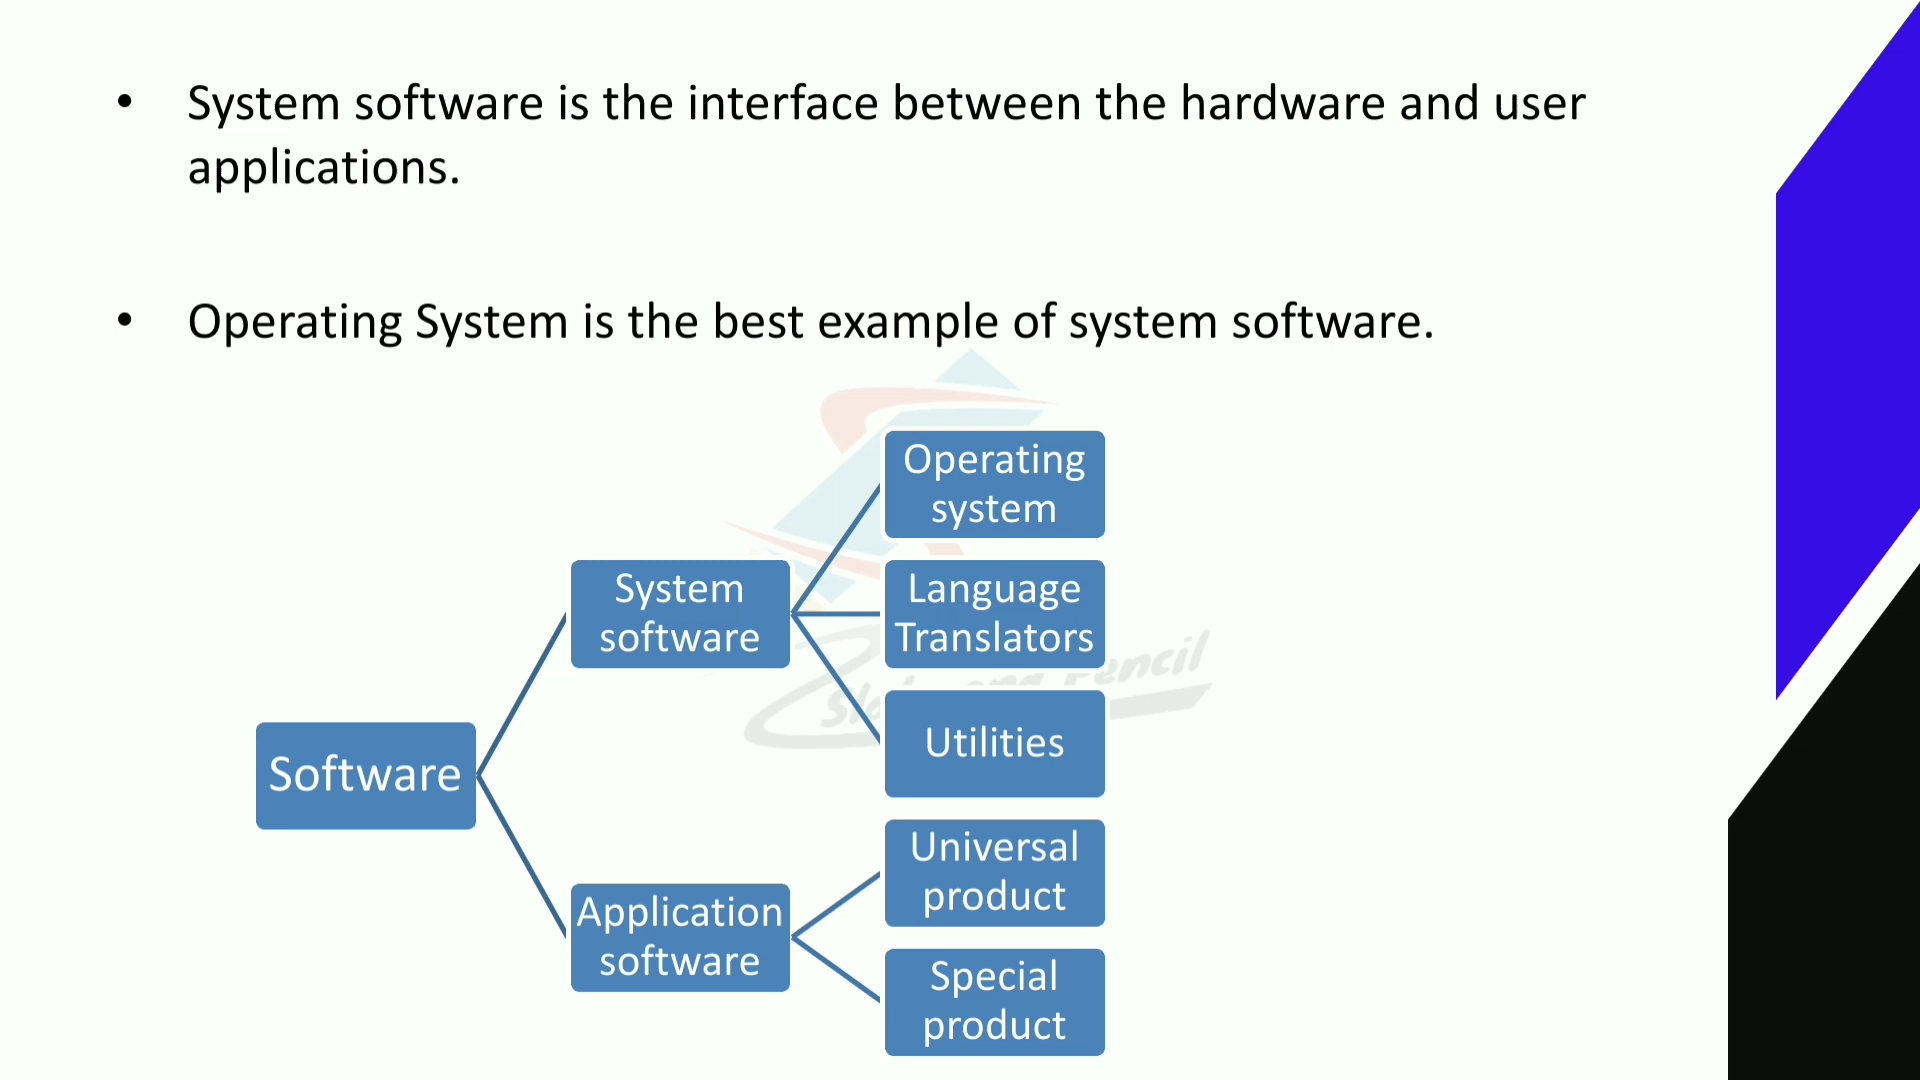 • System software is the interface between the hardware and user
applications.
• Operating System is the best example of system software.
Operating
system
System
software
Language
Translators
Utilities
Software
Universal
product
Application
software
Special
product